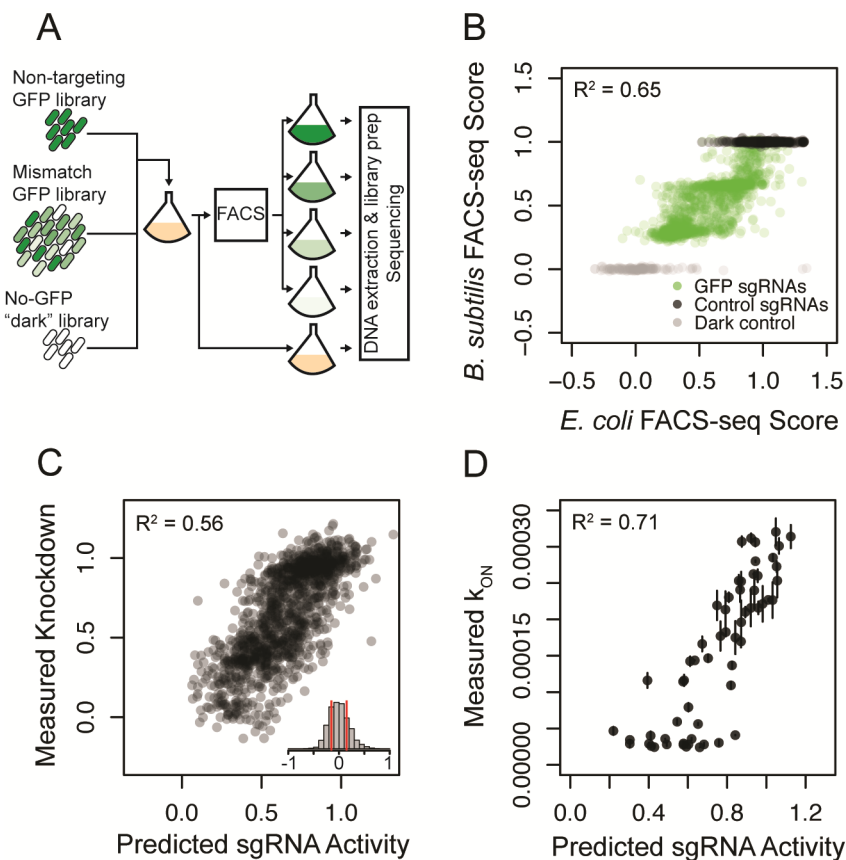 A
Non-targeting
GFP library
Mismatch
GFP library
No-GFP
“dark” library
FACS
DNA extraction & library prep
Sequencing
B
R² = 0.65
B. subtilis FACS-seq Score
1.5
1.0
0.5
0.0
−0.5
GFP sgRNAs
Control sgRNAs
Dark control
−0.5 0.0 0.5 1.0 1.5
E. coli FACS-seq Score
C
R² = 0.56
Measured Knockdown
1.0
0.5
0.0
-1 0 1
0.0 0.5 1.0
Predicted sgRNA Activity
D
R² = 0.71
Measured kON
0.00030
0.00015
0.00000
0.0 0.4 0.8 1.2
Predicted sgRNA Activity